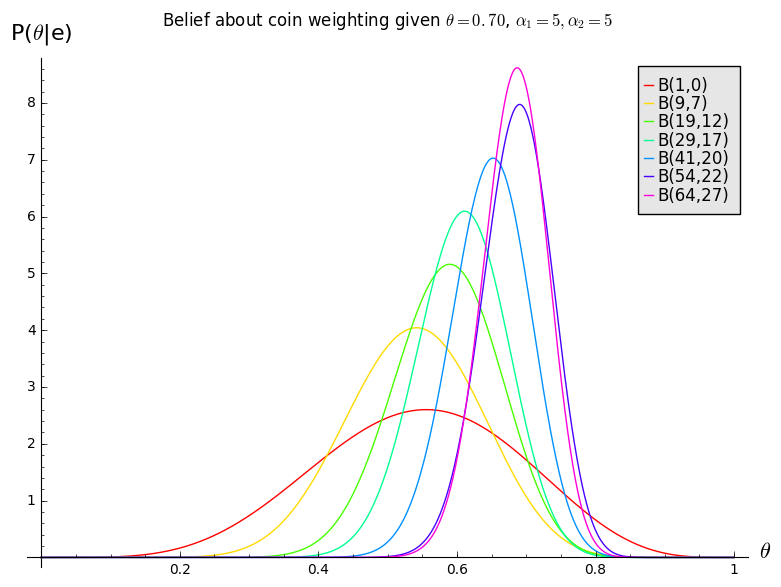 Belief about coin weighting given θ = 0.70, α₁ = 5, α₂ = 5
P(θ|e)
B(1,0)
B(9,7)
B(19,12)
B(29,17)
B(41,20)
B(54,22)
B(64,27)
8
7
6
5
4
3
2
1
0.2 0.4 0.6 0.8 1
θ